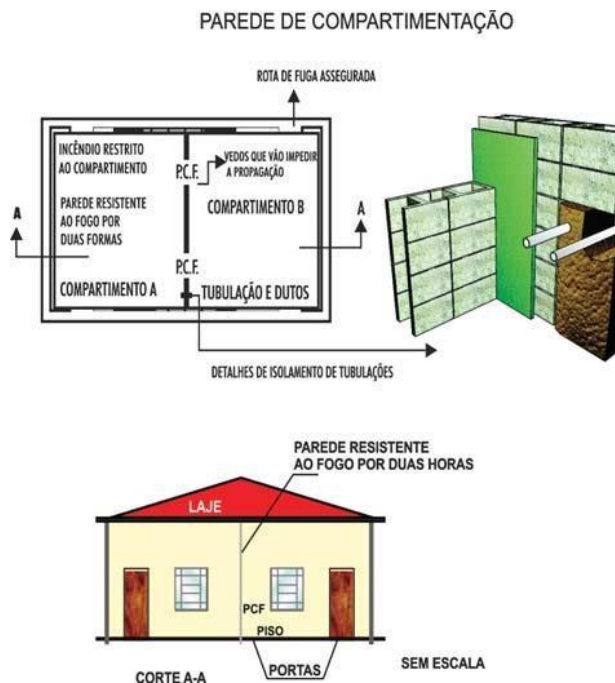 PAREDE DE COMPARTIMENTAÇÃO
ROTA DE FUGA ASSEGURADA
INCÊNDIO RESTRITO
AO COMPARTIMENTO
P.C.F.
VEDOS QUE VÃO IMPEDIR
A PROPAGAÇÃO
PAREDE RESISTENTE
AO FOGO POR
DUAS FORMAS
COMPARTIMENTO B
A
A
P.C.F.
COMPARTIMENTO A
TUBULAÇÃO E DUTOS
DETALHES DE ISOLAMENTO DE TUBULAÇÕES
PAREDE RESISTENTE
AO FOGO POR DUAS HORAS
LAJE
PCF
PISO
PORTAS
CORTE A-A
SEM ESCALA